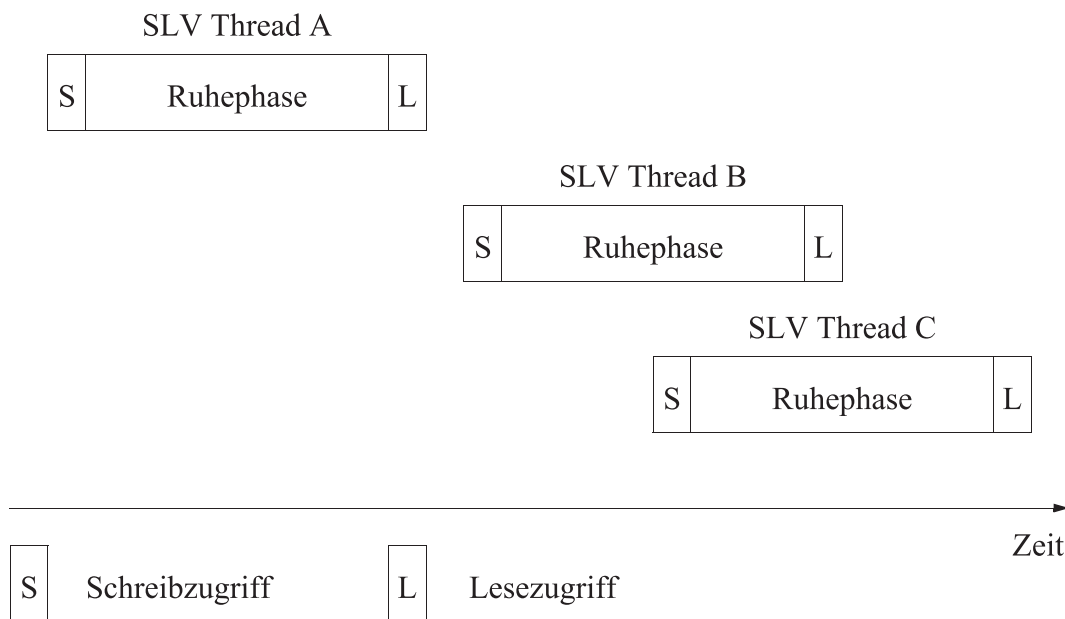 SLV Thread A
S Ruhephase L
SLV Thread B
S Ruhephase L
SLV Thread C
S Ruhephase L
Zeit
S Schreibzugriff L Lesezugriff